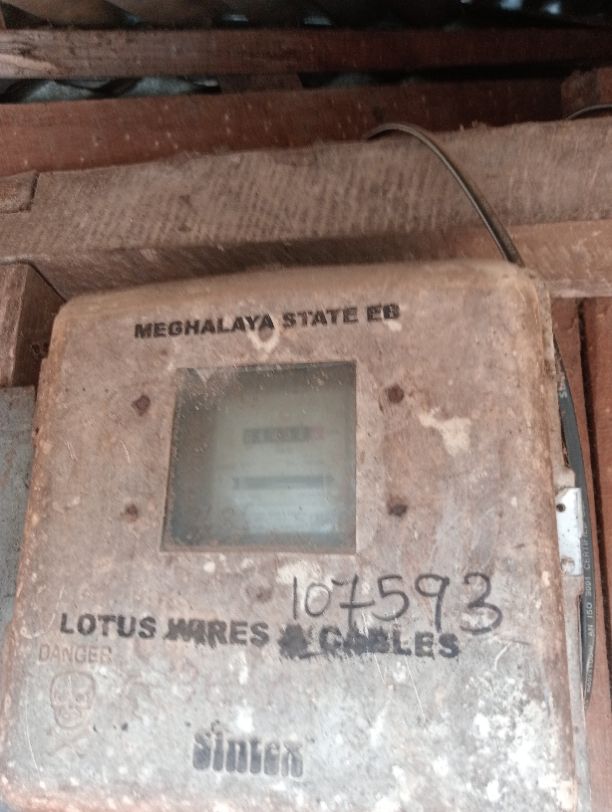 MEGHALAYA STATE EB
107593
LOTUS WIRES & CABLES
DANGER
Sintex